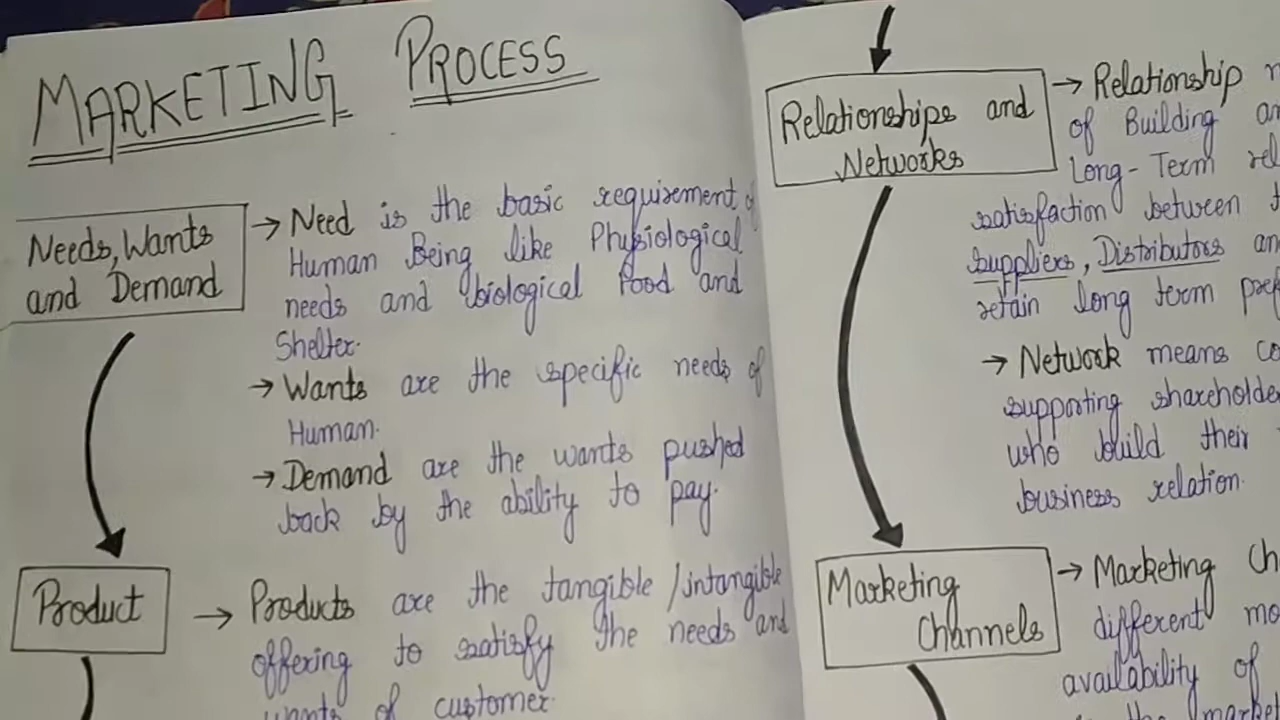 MARKETING PROCESS
Needs, Wants
and Demand
→ Need is the basic requirement of
Human Being like Physiological
needs and biological Food and
Shelter.
→ Wants are the specific needs of
Human.
→ Demand are the wants pushed
back by the ability to pay.
Product
→ Products are the tangible/intangible
offering to satisfy the needs and
wants of customer.
Relationships and
Networks
→ Relationship
of Building
Long-Term
satisfaction between
suppliers, Distributors
retain long term
→ Network means
supporting
who build their
business relation.
Marketing
Channels
→ Marketing
different
availability of
the